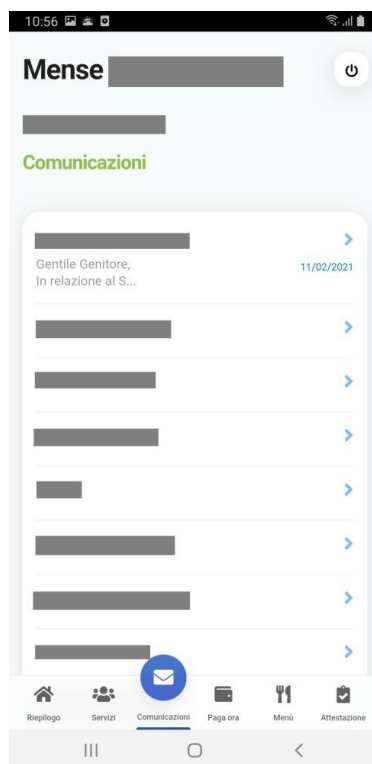 10:56
Mense
Comunicazioni
Gentile Genitore,
In relazione al S...
11/02/2021
Riepilogo
Servizi
Comunicazioni
Paga ora
Menù
Attestazione